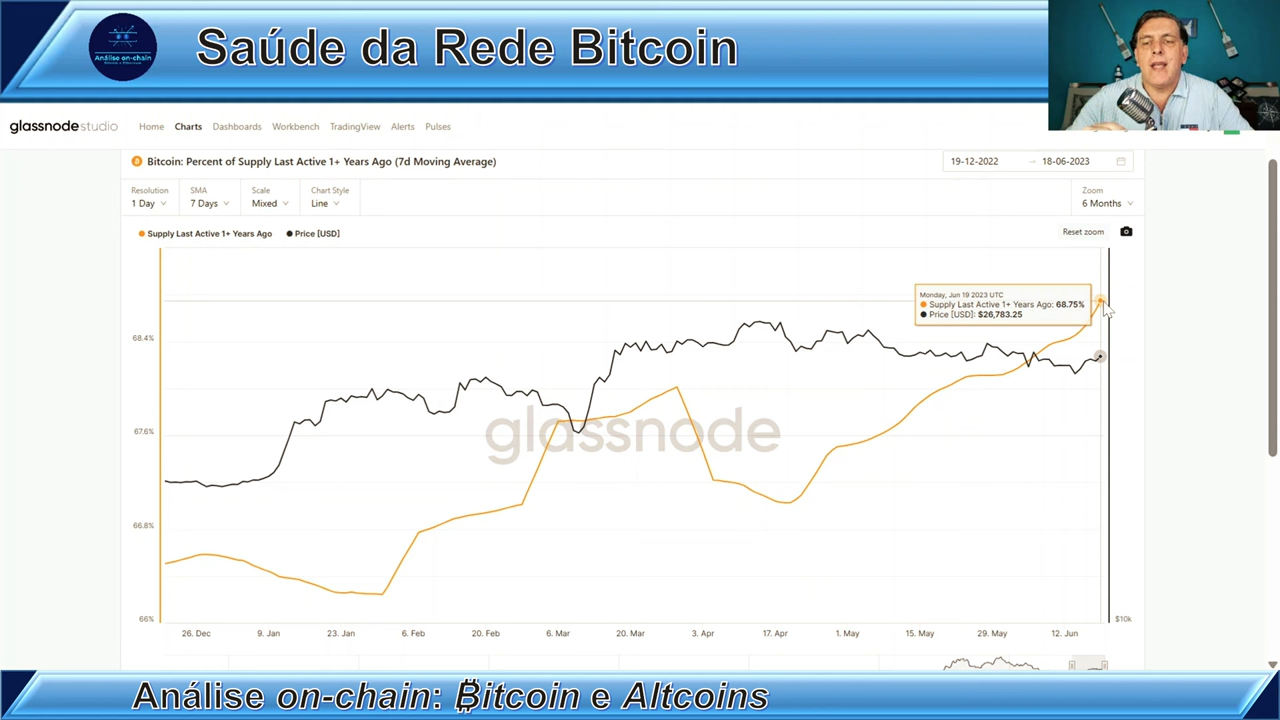 Saúde da Rede Bitcoin
Análise on-chain
glassnode studio Home Charts Dashboards Workbench TradingView Alerts Pulses
Bitcoin: Percent of Supply Last Active 1+ Years Ago (7d Moving Average)
19-12-2022 → 18-06-2023
Resolution SMA Scale Chart Style Zoom
1 Day 7 Days Mixed Line 6 Months
Supply Last Active 1+ Years Ago Price [USD]
Reset zoom
Monday, Jun 19 2023 UTC
Supply Last Active 1+ Years Ago: 68.75%
Price [USD]: $26,783.25
68.4%
67.6%
glassnode
66.8%
66%
$10k
26. Dec 9. Jan 23. Jan 6. Feb 20. Feb 6. Mar 20. Mar 3. Apr 17. Apr 1. May 15. May 29. May 12. Jun
Análise on-chain: ₿itcoin e Altcoins